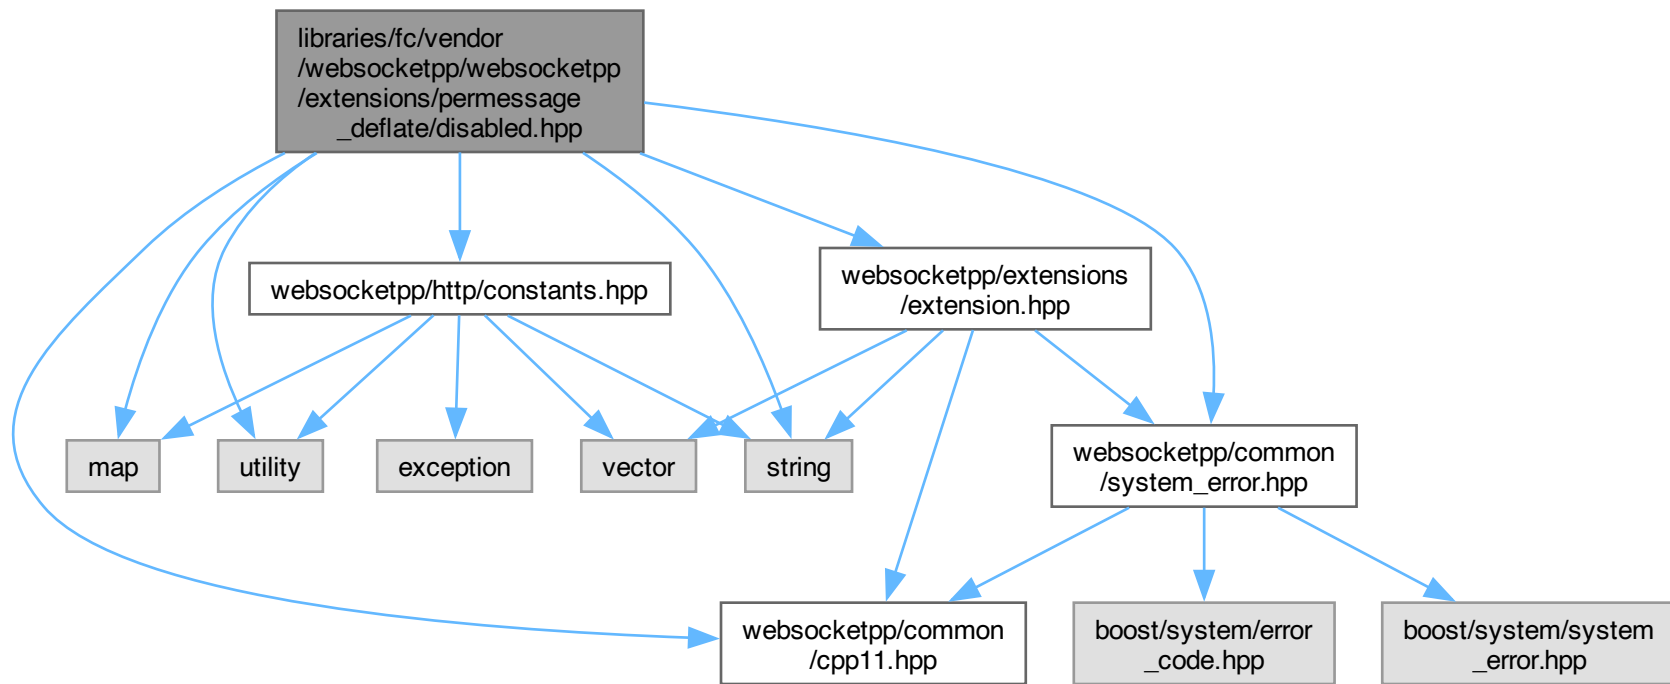 libraries/fc/vendor
/websocketpp/websocketpp
/extensions/permessage
_deflate/disabled.hpp
websocketpp/http/constants.hpp
websocketpp/extensions
/extension.hpp
map
utility
exception
vector
string
websocketpp/common
/system_error.hpp
websocketpp/common
/cpp11.hpp
boost/system/error
_code.hpp
boost/system/system
_error.hpp